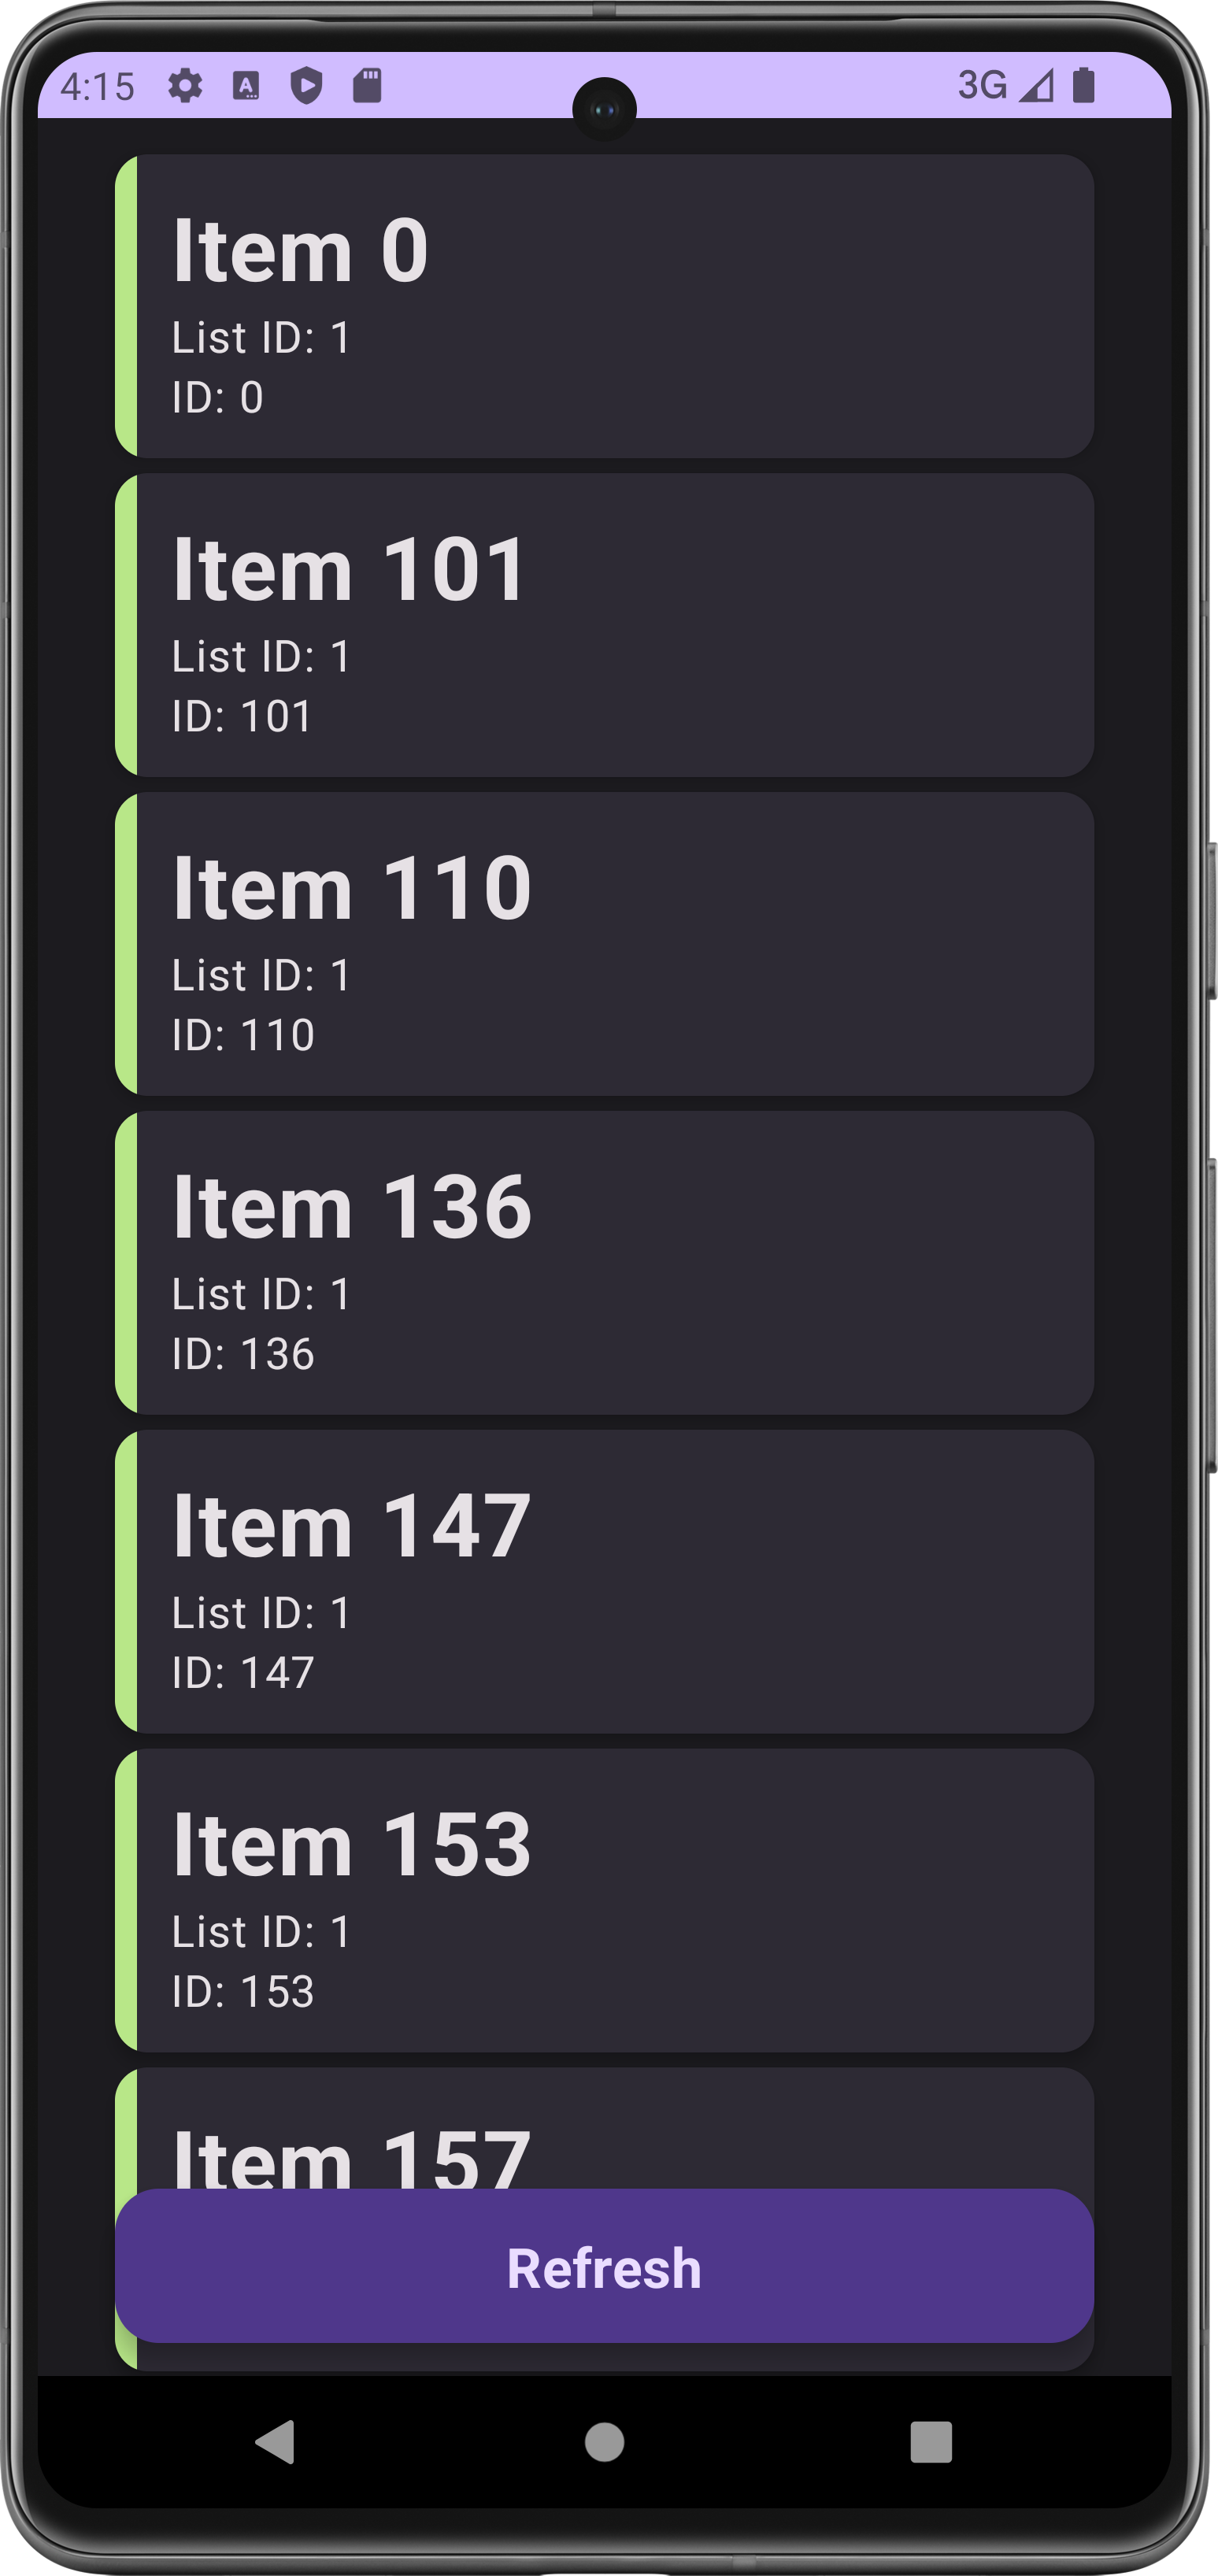 4:15 3G
Item 0
List ID: 1
ID: 0
Item 101
List ID: 1
ID: 101
Item 110
List ID: 1
ID: 110
Item 136
List ID: 1
ID: 136
Item 147
List ID: 1
ID: 147
Item 153
List ID: 1
ID: 153
Item 157
Refresh